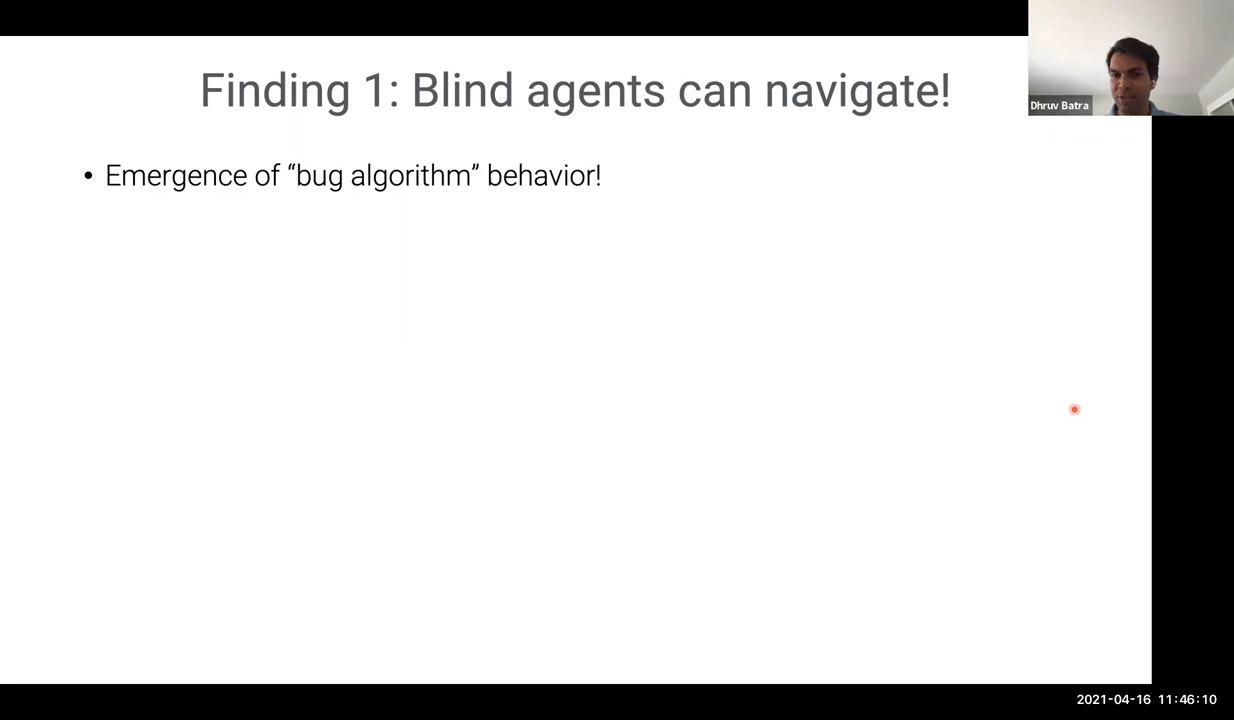 Finding 1: Blind agents can navigate!
Dhruv Batra
• Emergence of “bug algorithm” behavior!
2021-04-16 11:46:10